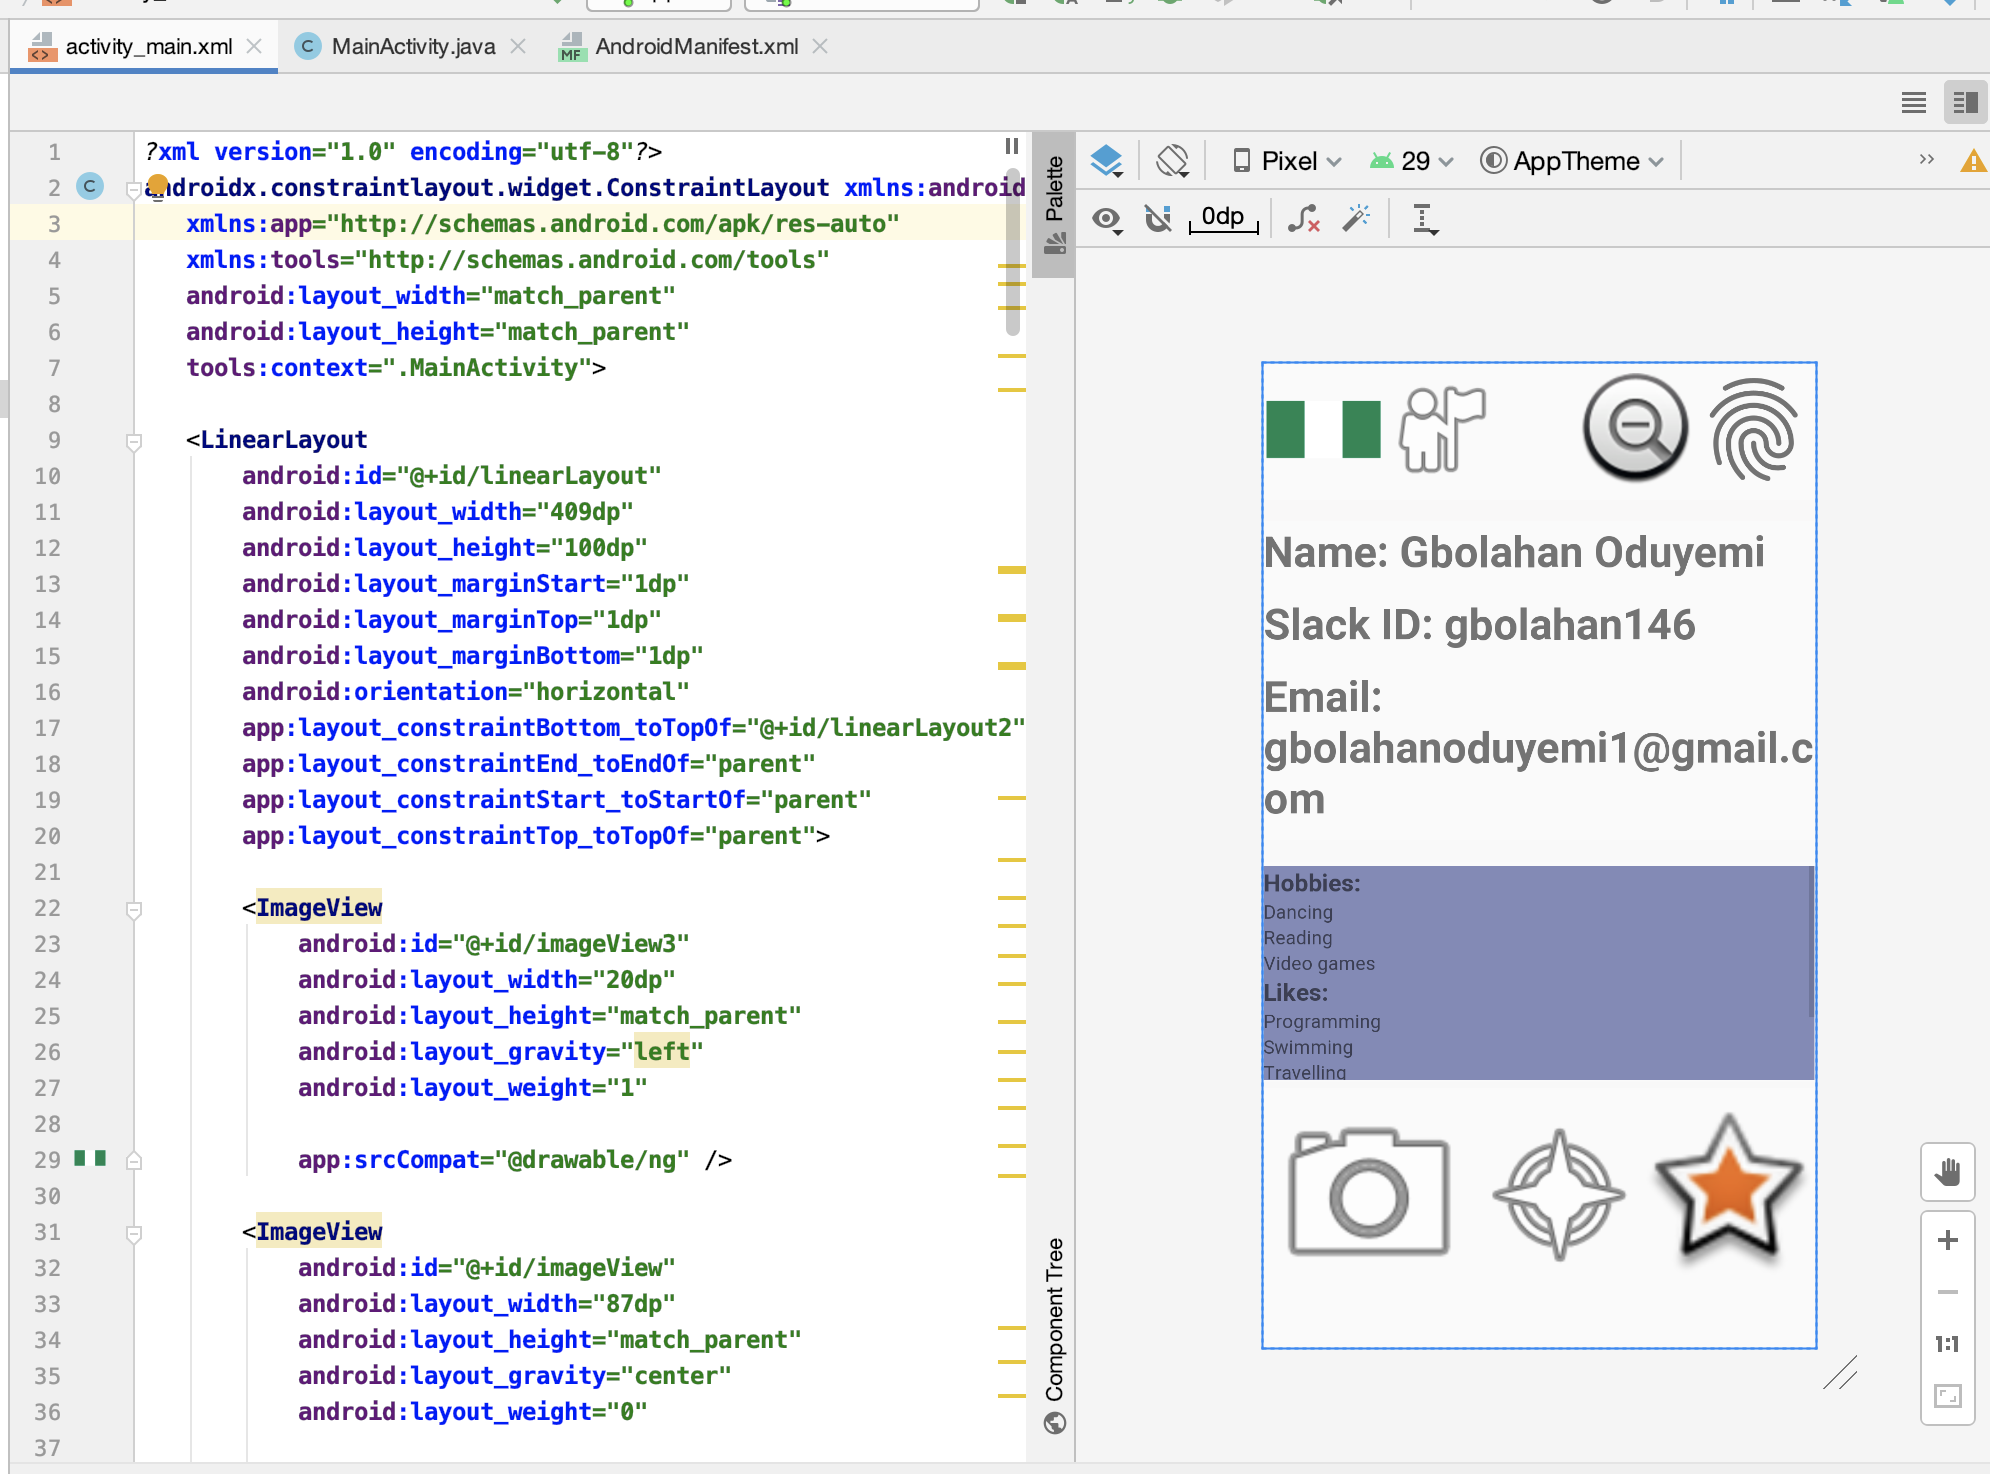 activity_main.xml
MainActivity.java
AndroidManifest.xml
1 ?xml version="1.0" encoding="utf-8"?>
2 androidx.constraintlayout.widget.ConstraintLayout xmlns:android
3 xmlns:app="http://schemas.android.com/apk/res-auto"
4 xmlns:tools="http://schemas.android.com/tools"
5 android:layout_width="match_parent"
6 android:layout_height="match_parent"
7 tools:context=".MainActivity">
8
9 <LinearLayout
10 android:id="@+id/linearLayout"
11 android:layout_width="409dp"
12 android:layout_height="100dp"
13 android:layout_marginStart="1dp"
14 android:layout_marginTop="1dp"
15 android:layout_marginBottom="1dp"
16 android:orientation="horizontal"
17 app:layout_constraintBottom_toTopOf="@+id/linearLayout2"
18 app:layout_constraintEnd_toEndOf="parent"
19 app:layout_constraintStart_toStartOf="parent"
20 app:layout_constraintTop_toTopOf="parent">
21
22 <ImageView
23 android:id="@+id/imageView3"
24 android:layout_width="20dp"
25 android:layout_height="match_parent"
26 android:layout_gravity="left"
27 android:layout_weight="1"
28
29 app:srcCompat="@drawable/ng" />
30
31 <ImageView
32 android:id="@+id/imageView"
33 android:layout_width="87dp"
34 android:layout_height="match_parent"
35 android:layout_gravity="center"
36 android:layout_weight="0"
37
C
C
MF
Palette
Component Tree
Pixel
29
AppTheme
0dp
Name: Gbolahan Oduyemi
Slack ID: gbolahan146
Email:
gbolahanoduyemi1@gmail.c
om
Hobbies:
Dancing
Reading
Video games
Likes:
Programming
Swimming
Travelling
1:1